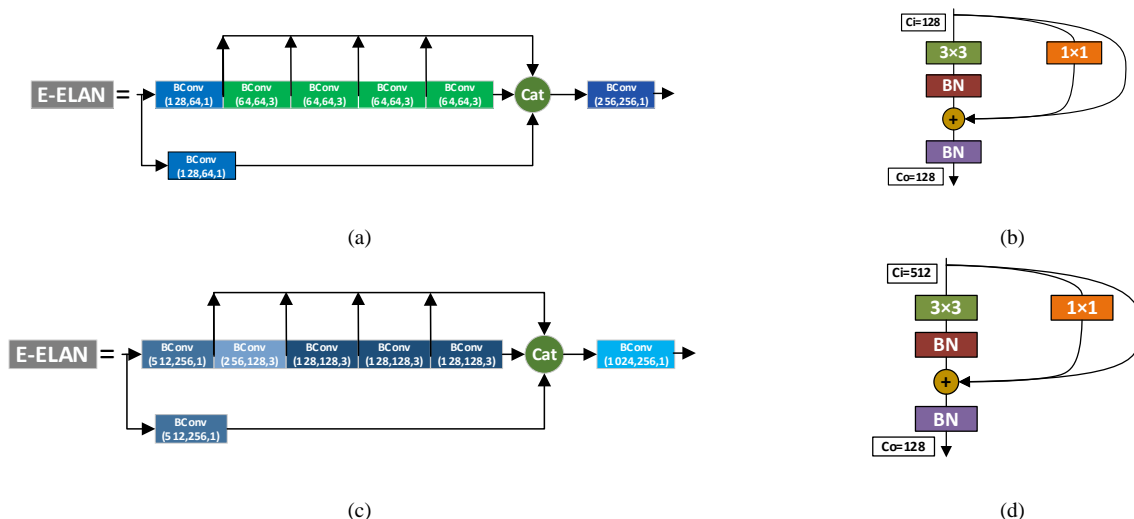 E-ELAN =
BConv
(128,64,1)
BConv
(64,64,3)
BConv
(64,64,3)
BConv
(64,64,3)
BConv
(64,64,3)
Cat
BConv
(256,256,1)
BConv
(128,64,1)
(a)
Ci=128
3×3
1×1
BN
+
BN
Co=128
(b)
E-ELAN =
BConv
(512,256,1)
BConv
(256,128,3)
BConv
(128,128,3)
BConv
(128,128,3)
BConv
(128,128,3)
Cat
BConv
(1024,256,1)
BConv
(512,256,1)
(c)
Ci=512
3×3
1×1
BN
+
BN
Co=128
(d)